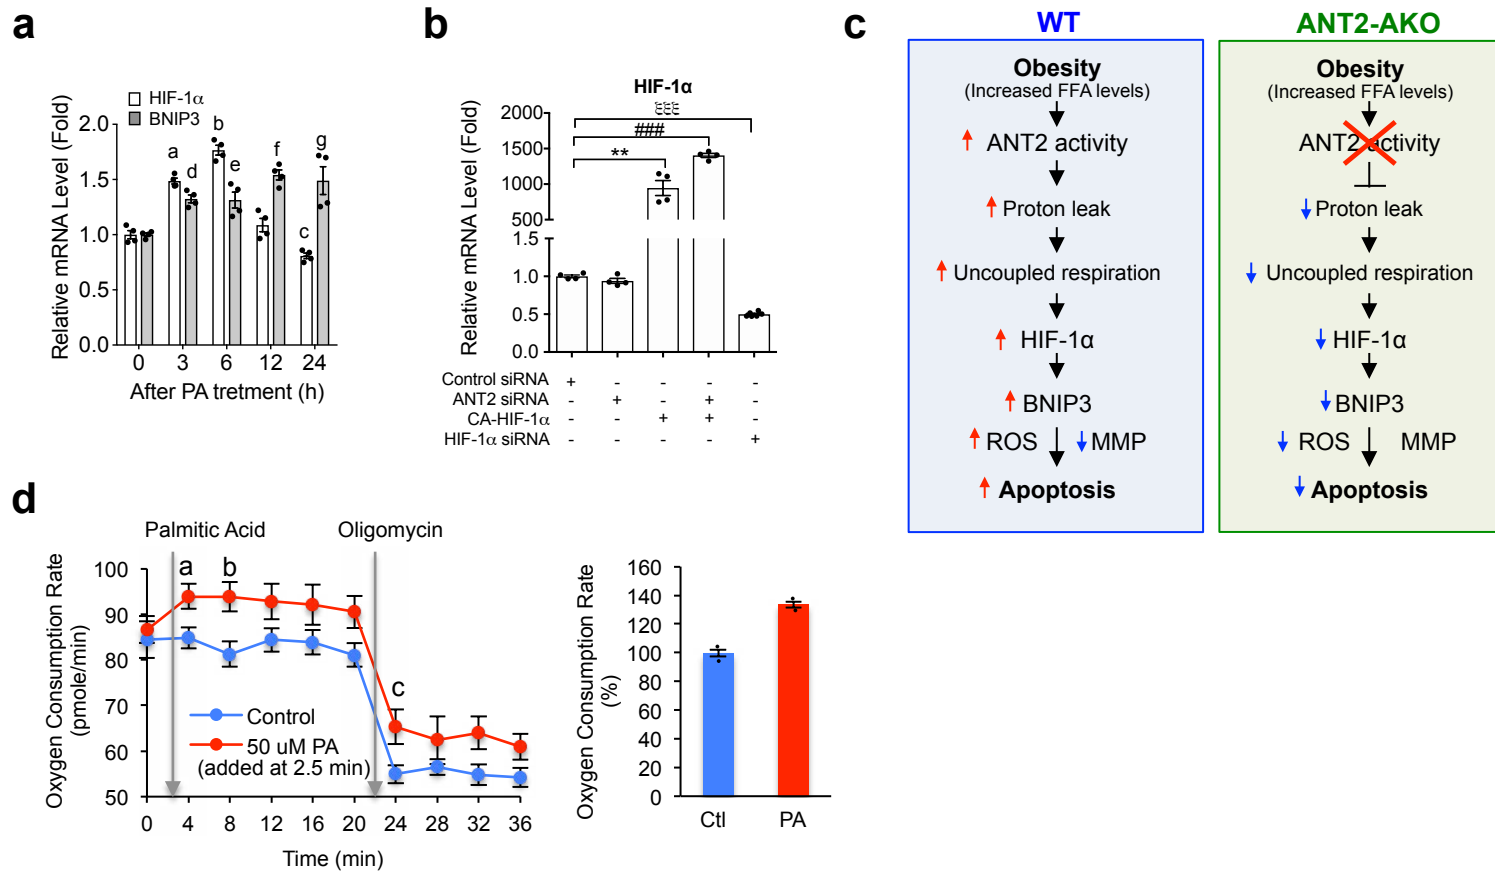 a
HIF-1α
BNIP3
Relative mRNA Level (Fold)
2.0
1.5
1.0
0.5
0.0
a
d
b
e
f
c
g
0 3 6 12 24
After PA tretment (h)
b
HIF-1α
ξξξ
###
**
Relative mRNA Level (Fold)
2000
1500
1000
500
1.5
1.0
0.5
0.0
Control siRNA + - - - -
ANT2 siRNA - + - + -
CA-HIF-1α - - + + -
HIF-1α siRNA - - - - +
c
WT
Obesity
(Increased FFA levels)
ANT2 activity
Proton leak
Uncoupled respiration
HIF-1α
BNIP3
ROS MMP
Apoptosis
ANT2-AKO
Obesity
(Increased FFA levels)
ANT2 activity
Proton leak
Uncoupled respiration
HIF-1α
BNIP3
ROS MMP
Apoptosis
d
Palmitic Acid Oligomycin
Oxygen Consumption Rate
(pmole/min)
100
90
80
70
60
50
a b
c
Control
50 uM PA
(added at 2.5 min)
0 4 8 12 16 20 24 28 32 36
Time (min)
Oxygen Consumption Rate
(%)
160
140
120
100
80
60
40
20
0
Ctl PA